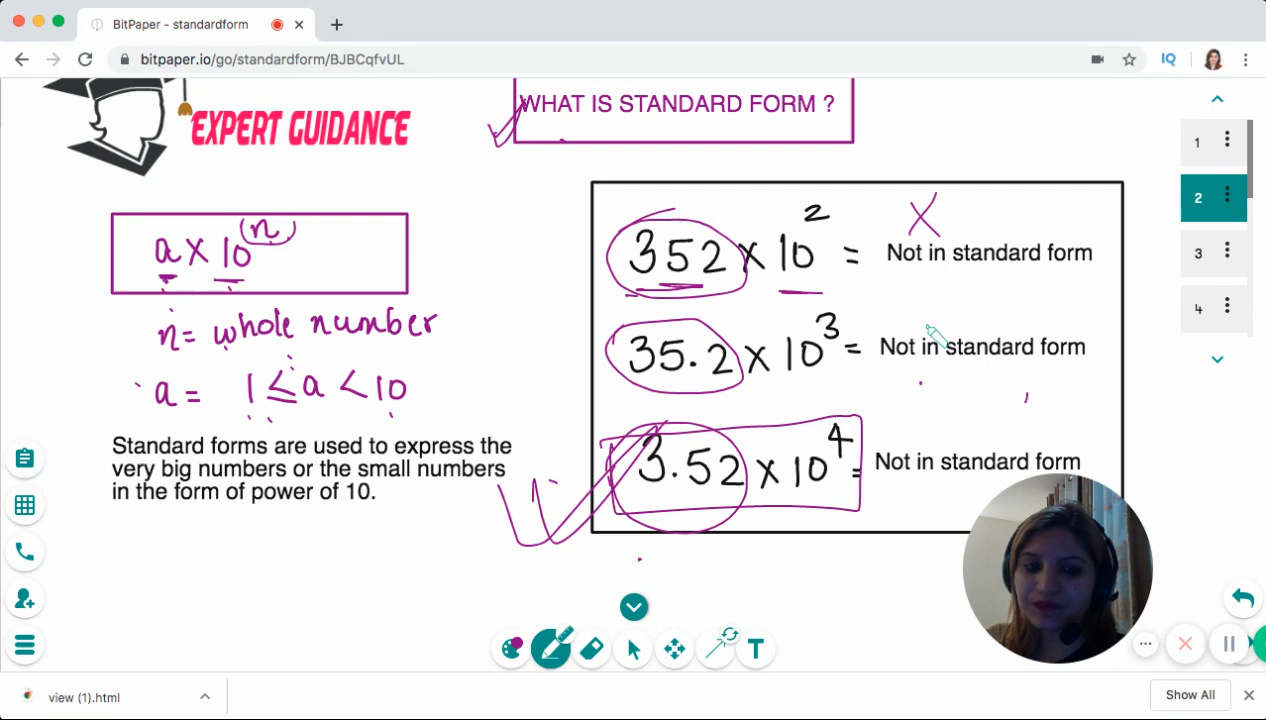 BitPaper - standardform
bitpaper.io/go/standardform/BJBCqfvUL
IQ
EXPERT GUIDANCE
WHAT IS STANDARD FORM ?
a x 10^(n)
n = whole number
a = 1 ≤ a < 10
Standard forms are used to express the
very big numbers or the small numbers
in the form of power of 10.
X
352 x 10^2 = Not in standard form
35.2 x 10^3 = Not in standard form
3.52 x 10^4 = Not in standard form
1
2
3
4
T
view (1).html
Show All